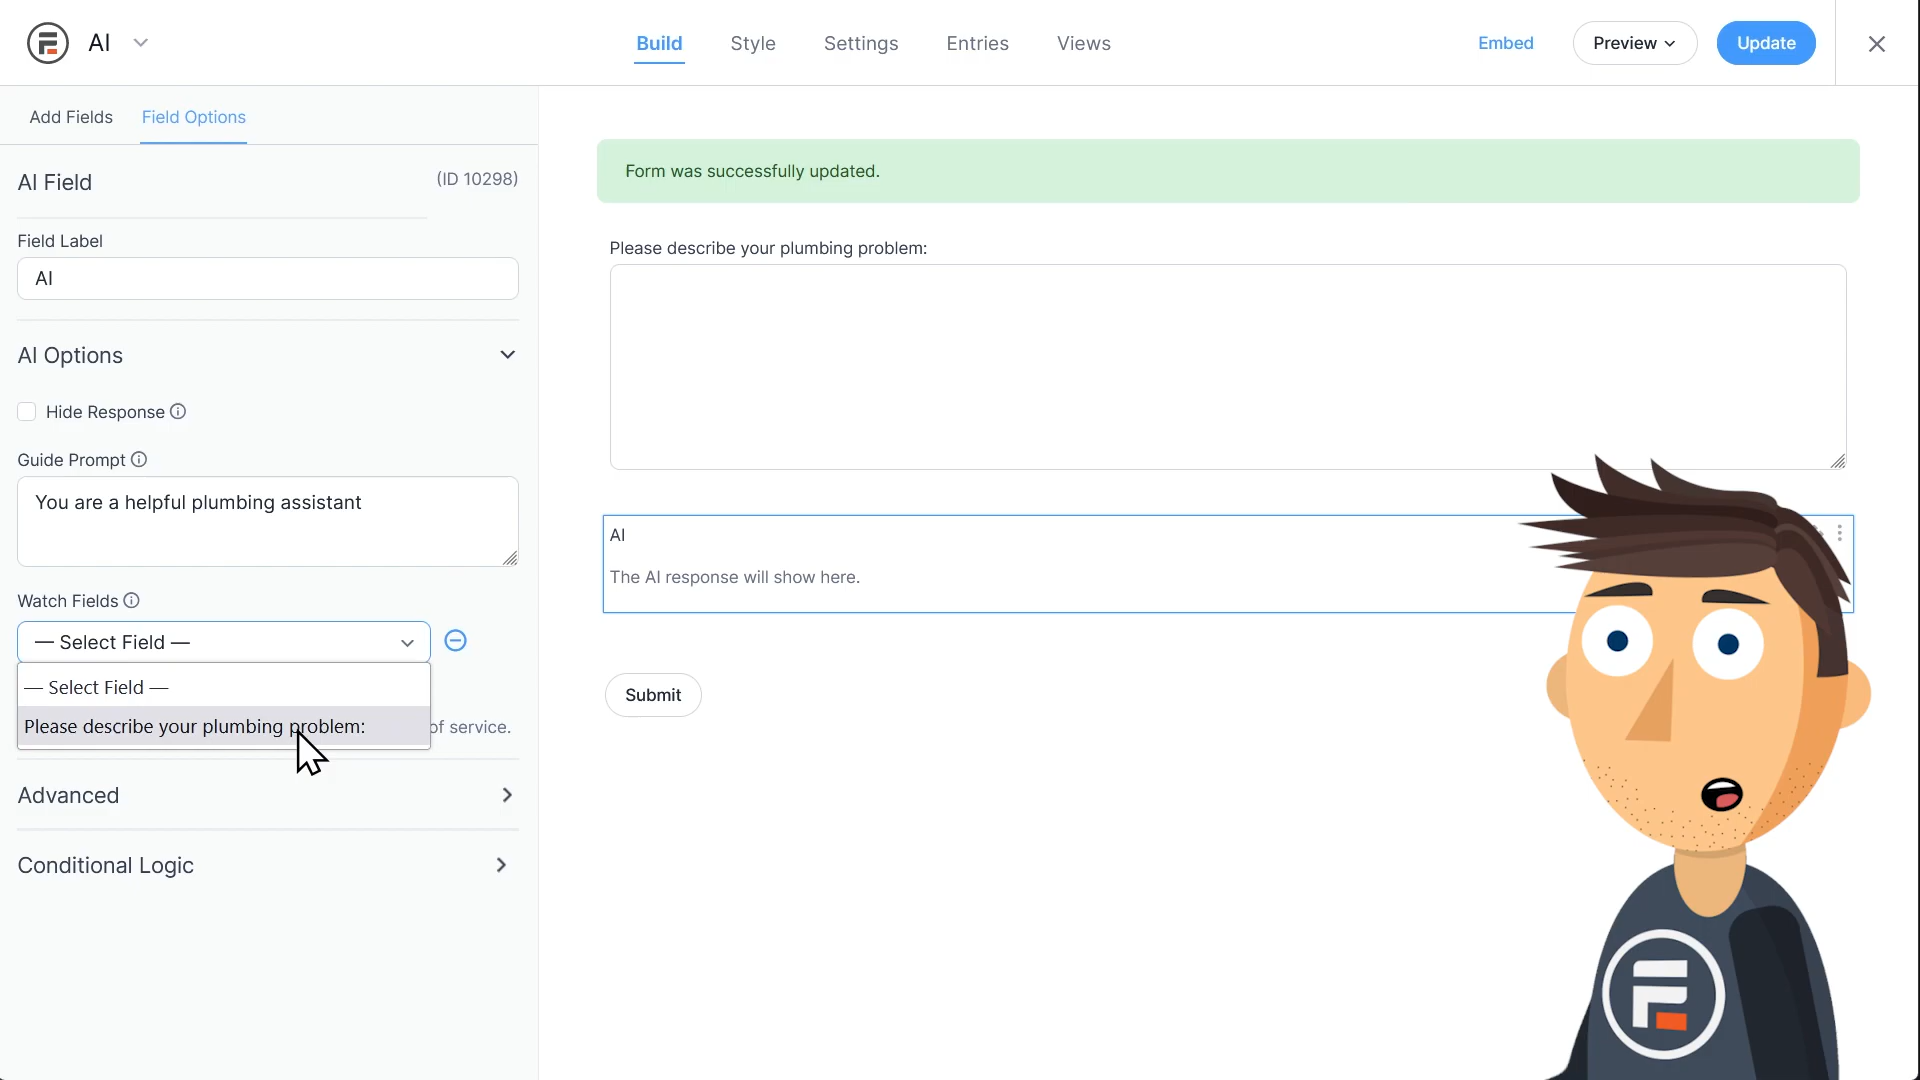 AI
Build
Style
Settings
Entries
Views
Embed
Preview
Update
Add Fields
Field Options
AI Field
(ID 10298)
Field Label
AI
AI Options
Hide Response
Guide Prompt
You are a helpful plumbing assistant
Watch Fields
— Select Field —
— Select Field —
Please describe your plumbing problem:
of service.
Advanced
Conditional Logic
Form was successfully updated.
Please describe your plumbing problem:
AI
The AI response will show here.
Submit